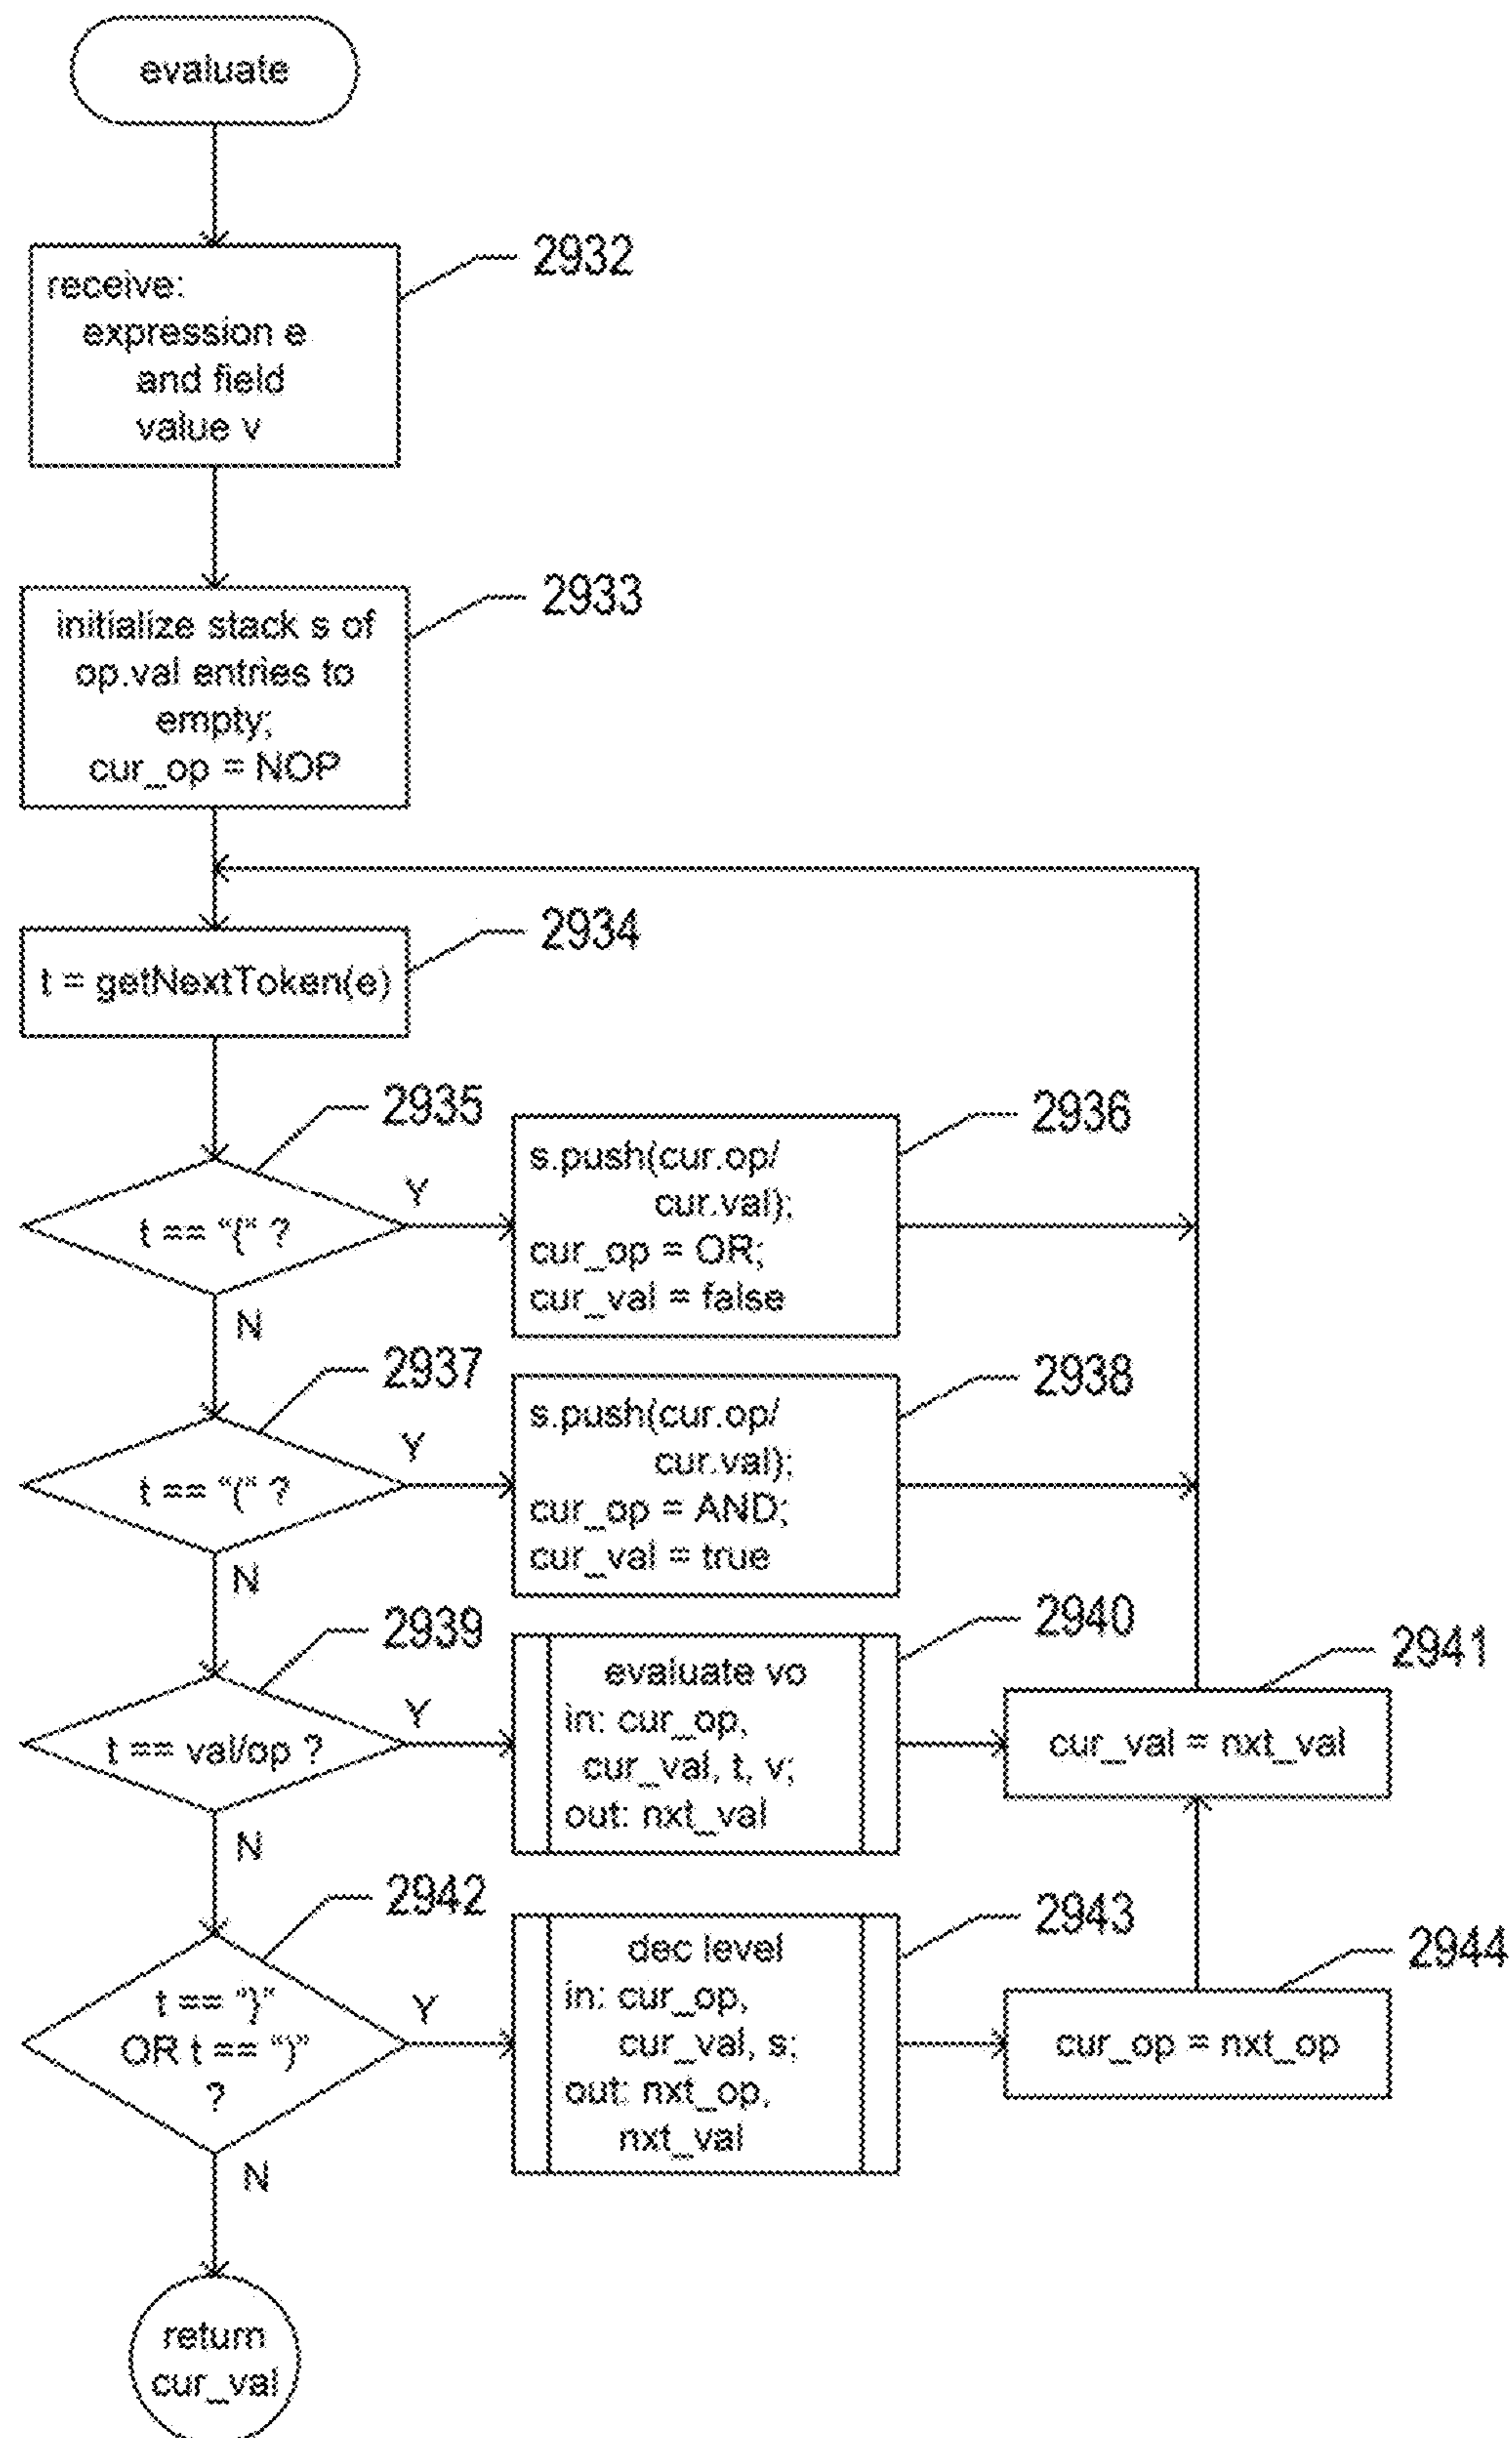 evaluate
2932
receive:
expression e
and field
value v
2933
initialize stack s of
op.val entries to
empty;
cur_op = NOP
2934
t = getNextToken(e)
2935
t == "{" ?
Y
N
2936
s.push(cur.op/
cur.val);
cur_op = OR;
cur_val = false
2937
t == "(" ?
Y
N
2938
s.push(cur.op/
cur.val);
cur_op = AND;
cur_val = true
2939
t == val/op ?
Y
N
2940
evaluate vo
in: cur_op,
cur_val, t, v;
out: nxt_val
2941
cur_val = nxt_val
2942
t == "}"
OR t == ")"
?
Y
N
2943
dec level
in: cur_op,
cur_val, s;
out: nxt_op,
nxt_val
2944
cur_op = nxt_op
return
cur_val